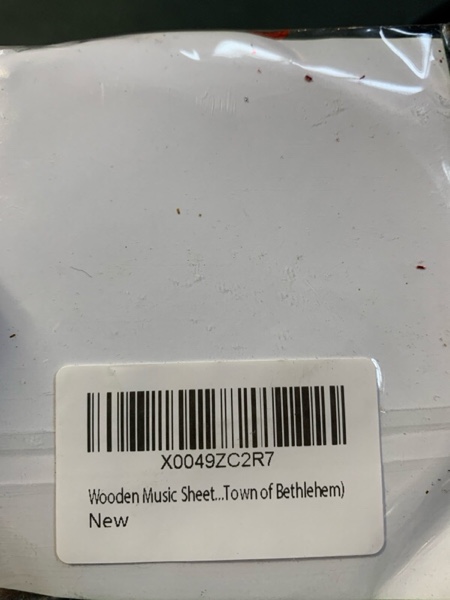 X0049ZC2R7
Wooden Music Sheet...Town of Bethlehem)
New